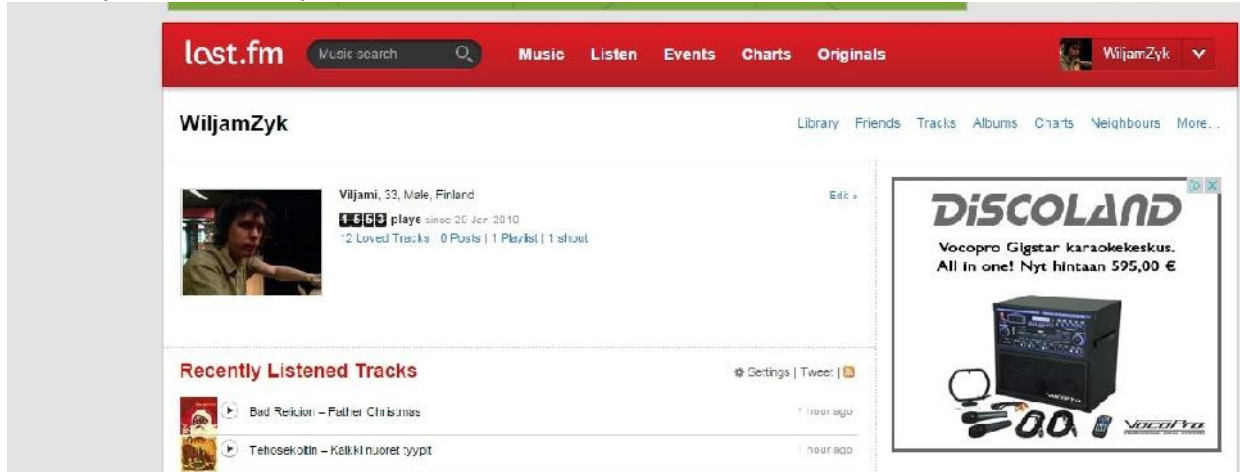 last.fm Music search Music Listen Events Charts Originals WiljamZyk
WiljamZyk
Library Friends Tracks Albums Charts Neighbours More...
Viljami, 33, Male, Finland
Edit »
1553 plays since 26 Jan 2010
12 Loved Tracks | 0 Posts | 1 Playlist | 1 shout
Recently Listened Tracks
Settings | Tweet |
Bad Religion – Father Christmas 1 hour ago
Tehosekoitin – Kaikki nuoret tyypit 1 hour ago
DiSCOLAND
Vocopro Gigstar karaokekeskus.
All in one! Nyt hintaan 595,00 €
VocoPro